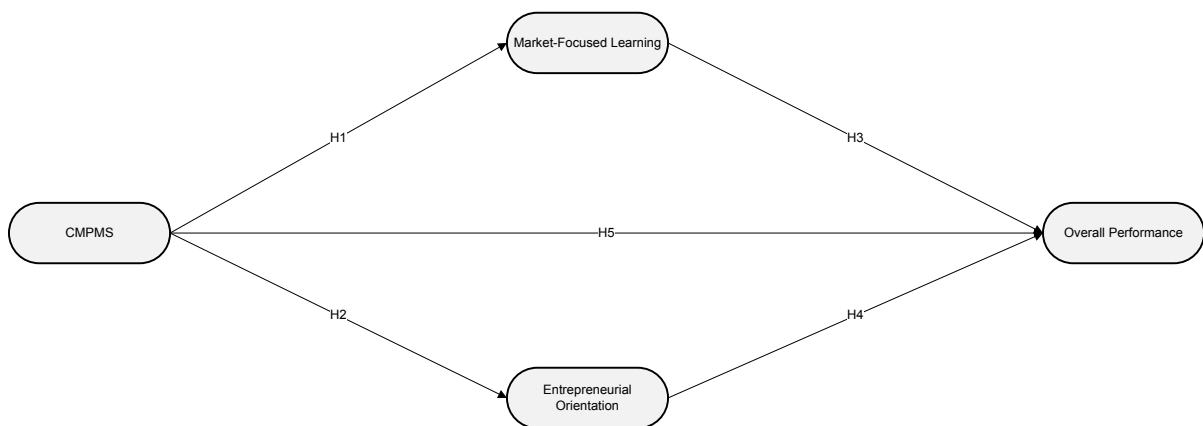 Market-Focused Learning
H1
H3
CMPMS
H5
Overall Performance
H2
H4
Entrepreneurial
Orientation